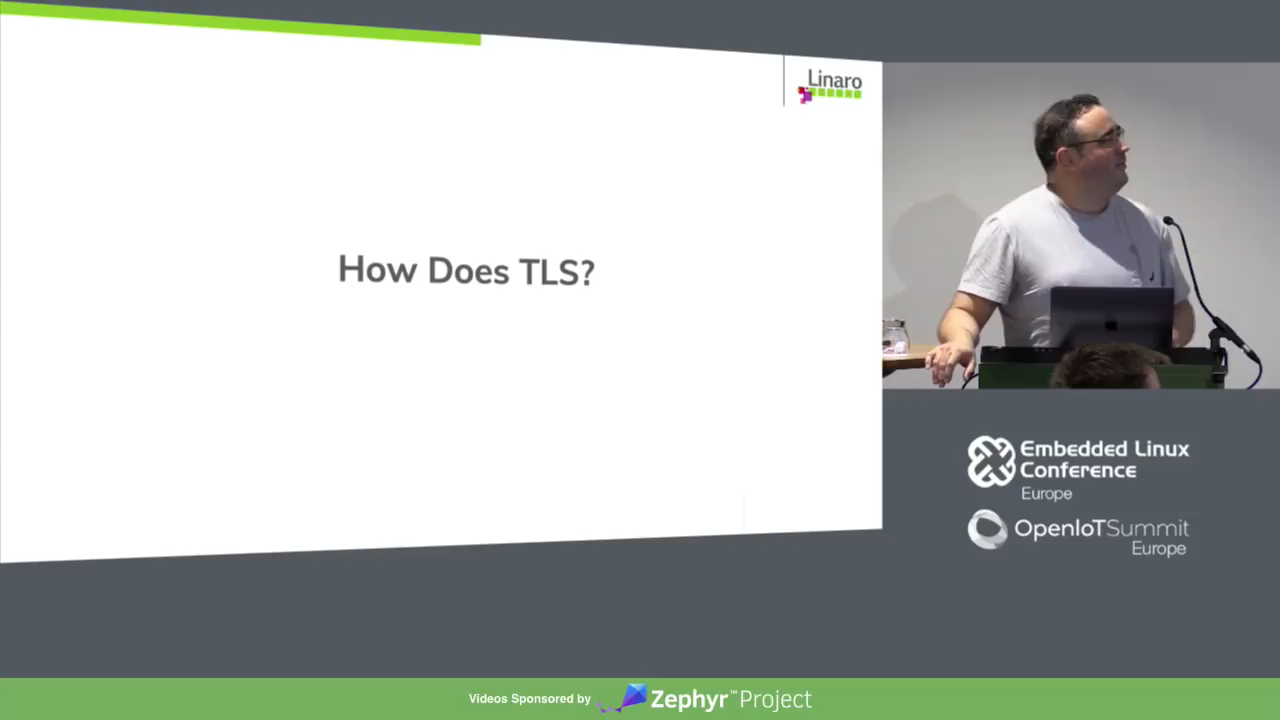 Linaro
How Does TLS?
Embedded Linux
Conference
Europe
OpenIoTSummit
Europe
Videos Sponsored by Zephyr™Project